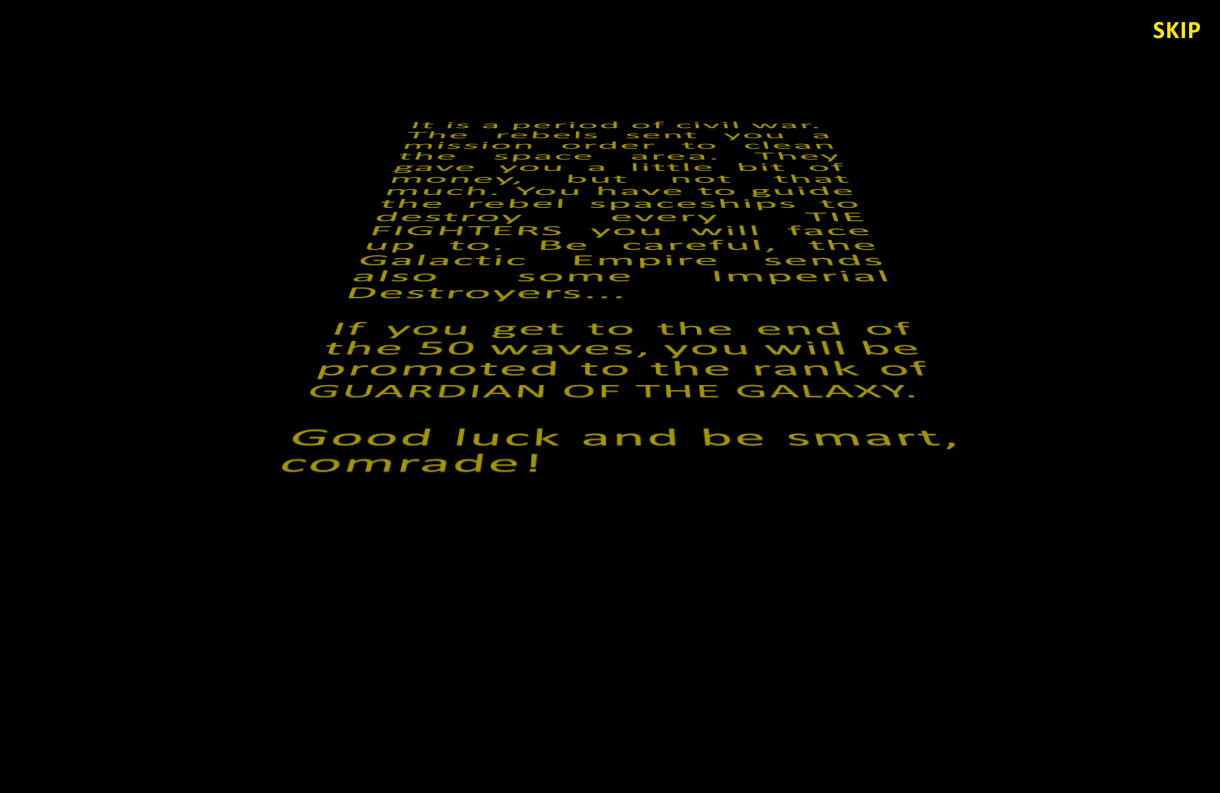 SKIP
It is a period of civil war.
The rebels sent you a
mission order to clean
the space area. They
gave you a little bit of
money, but not that
much. You have to guide
the rebel spaceships to
destroy every TIE
FIGHTERS you will face
up to. Be careful, the
Galactic Empire sends
also some Imperial
Destroyers...
If you get to the end of
the 50 waves, you will be
promoted to the rank of
GUARDIAN OF THE GALAXY.
Good luck and be smart,
comrade!